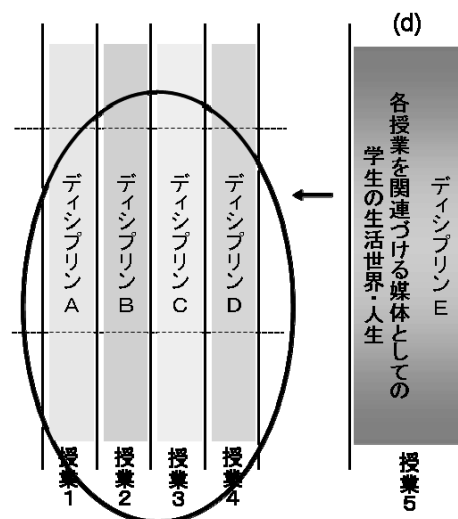 (d)
ディシプリンA
ディシプリンB
ディシプリンC
ディシプリンD
ディシプリンE
各授業を関連づける媒体としての
学生の生活世界・人生
授業1
授業2
授業3
授業4
授業5